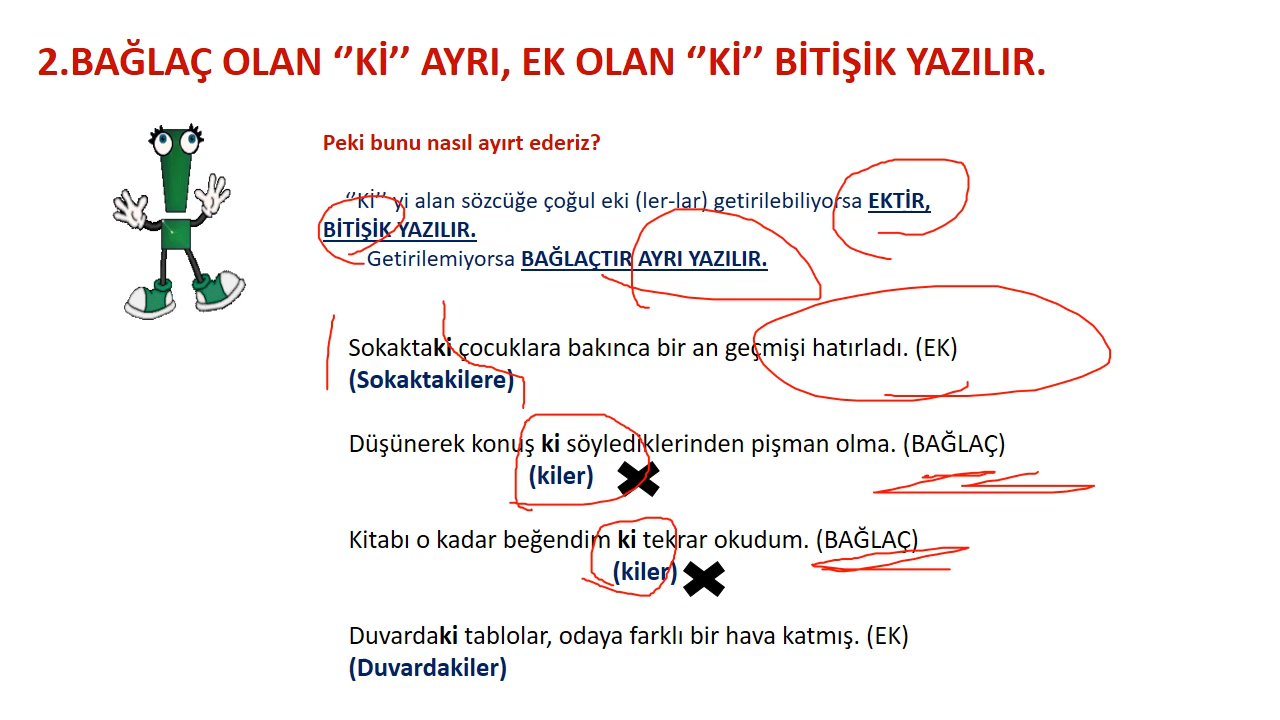 2.BAĞLAÇ OLAN ‘’Kİ’’ AYRI, EK OLAN ‘’Kİ’’ BİTİŞİK YAZILIR.
Peki bunu nasıl ayırt ederiz?
‘’Kİ’’ yi alan sözcüğe çoğul eki (ler-lar) getirilebiliyorsa EKTİR,
BİTİŞİK YAZILIR.
Getirilemiyorsa BAĞLAÇTIR AYRI YAZILIR.
Sokaktaki çocuklara bakınca bir an geçmişi hatırladı. (EK)
(Sokaktakilere)
Düşünerek konuş ki söylediklerinden pişman olma. (BAĞLAÇ)
(kiler)
Kitabı o kadar beğendim ki tekrar okudum. (BAĞLAÇ)
(kiler)
Duvardaki tablolar, odaya farklı bir hava katmış. (EK)
(Duvardakiler)